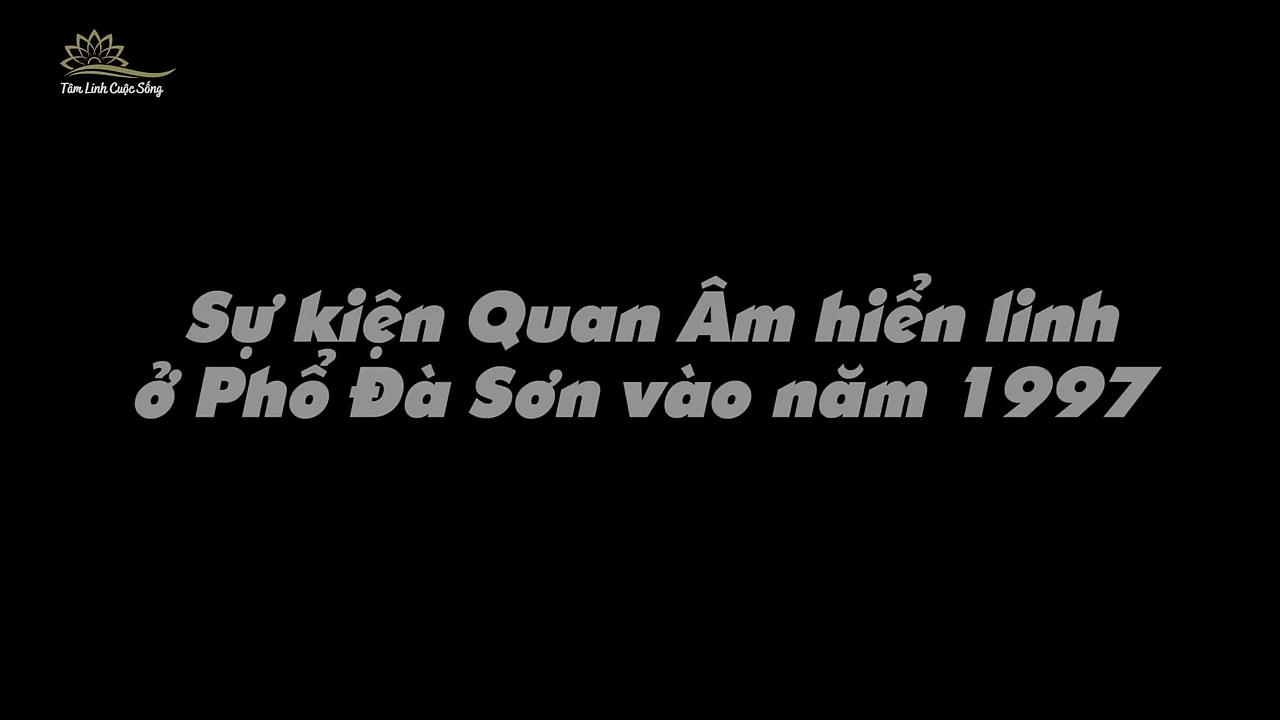 Tâm Linh Cuộc Sống
Sự kiện Quan Âm hiển linh
ở Phổ Đà Sơn vào năm 1997